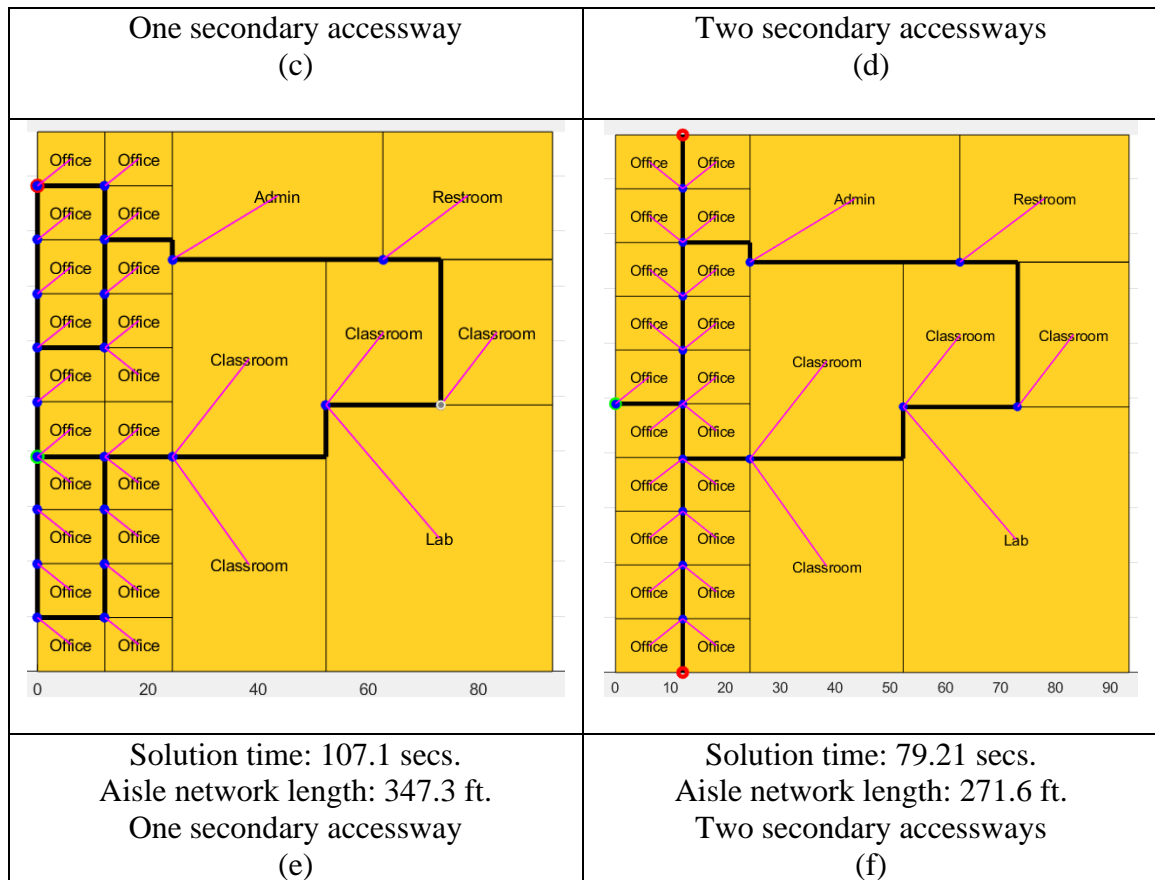 One secondary accessway
(c)
Two secondary accessways
(d)
Office Office
Admin Restroom
Office Office
Office Office
Office Office
Classroom Classroom
Classroom
Office Office
Office Office
Office Office
Office Office
Lab
Classroom
Office Office
Office Office
0 20 40 60 80
Office Office
Admin Restroom
Office Office
Office Office
Office Office
Classroom Classroom
Classroom
Office Office
Office Office
Office Office
Office Office
Lab
Classroom
Office Office
Office Office
0 10 20 30 40 50 60 70 80 90
Solution time: 107.1 secs.
Aisle network length: 347.3 ft.
One secondary accessway
(e)
Solution time: 79.21 secs.
Aisle network length: 271.6 ft.
Two secondary accessways
(f)